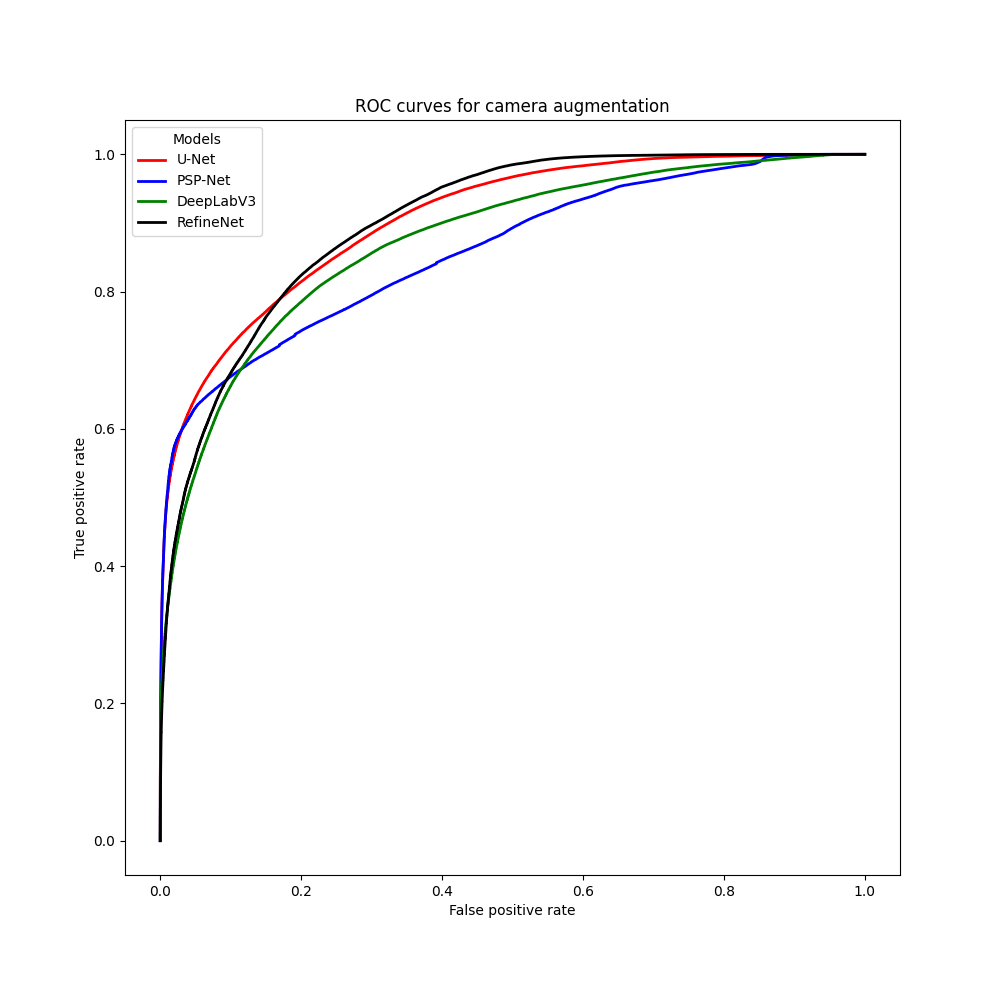 ROC curves for camera augmentation
Models
U-Net
PSP-Net
DeepLabV3
RefineNet
True positive rate
1.0
0.8
0.6
0.4
0.2
0.0
0.0 0.2 0.4 0.6 0.8 1.0
False positive rate